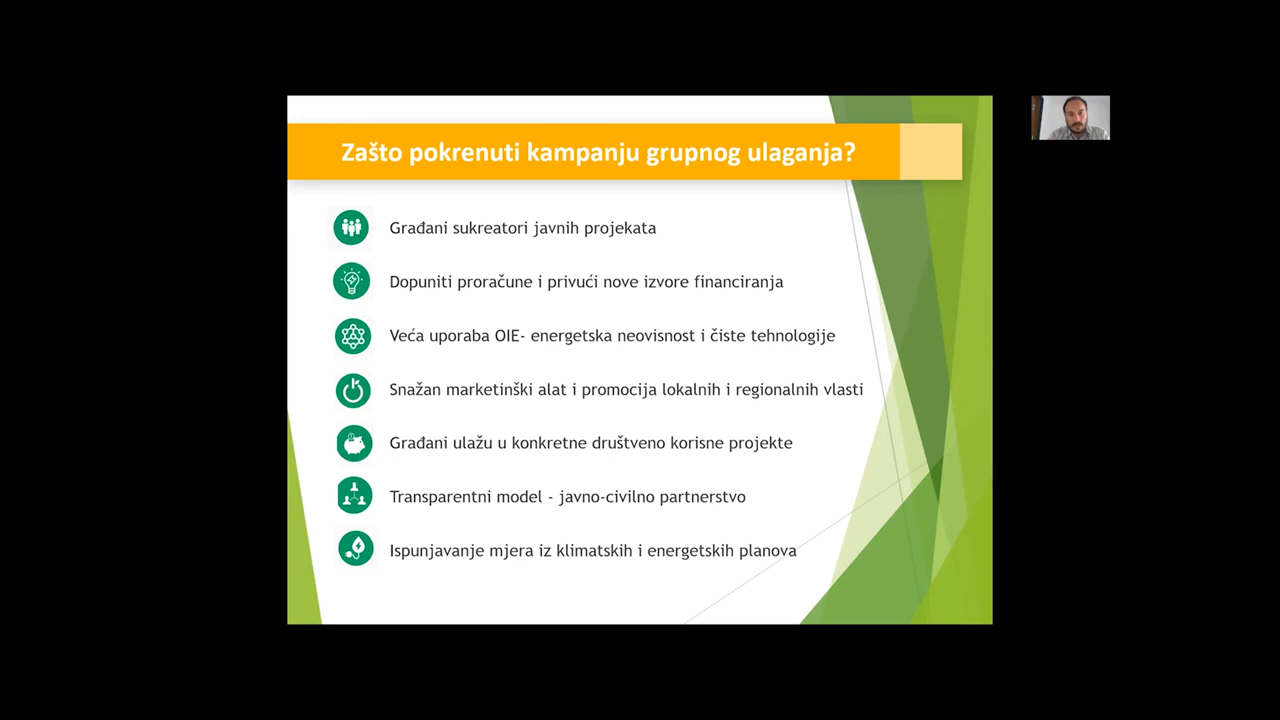 Zašto pokrenuti kampanju grupnog ulaganja?
Građani sukreatori javnih projekata
Dopuniti proračune i privući nove izvore financiranja
Veća uporaba OIE- energetska neovisnost i čiste tehnologije
Snažan marketinški alat i promocija lokalnih i regionalnih vlasti
Građani ulažu u konkretne društveno korisne projekte
Transparentni model - javno-civilno partnerstvo
Ispunjavanje mjera iz klimatskih i energetskih planova